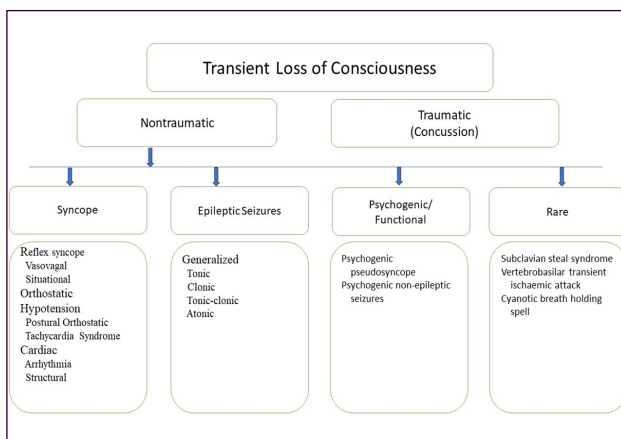 Transient Loss of Consciousness
Nontraumatic
Traumatic
(Concussion)
Syncope
Epileptic Seizures
Psychogenic/
Functional
Rare
Reflex syncope
Vasovagal
Situational
Orthostatic
Hypotension
Postural Orthostatic
Tachycardia Syndrome
Cardiac
Arrhythmia
Structural
Generalized
Tonic
Clonic
Tonic-clonic
Atonic
Psychogenic
pseudosyncope
Psychogenic non-epileptic
seizures
Subclavian steal syndrome
Vertebrobasilar transient
ischaemic attack
Cyanotic breath holding
spell